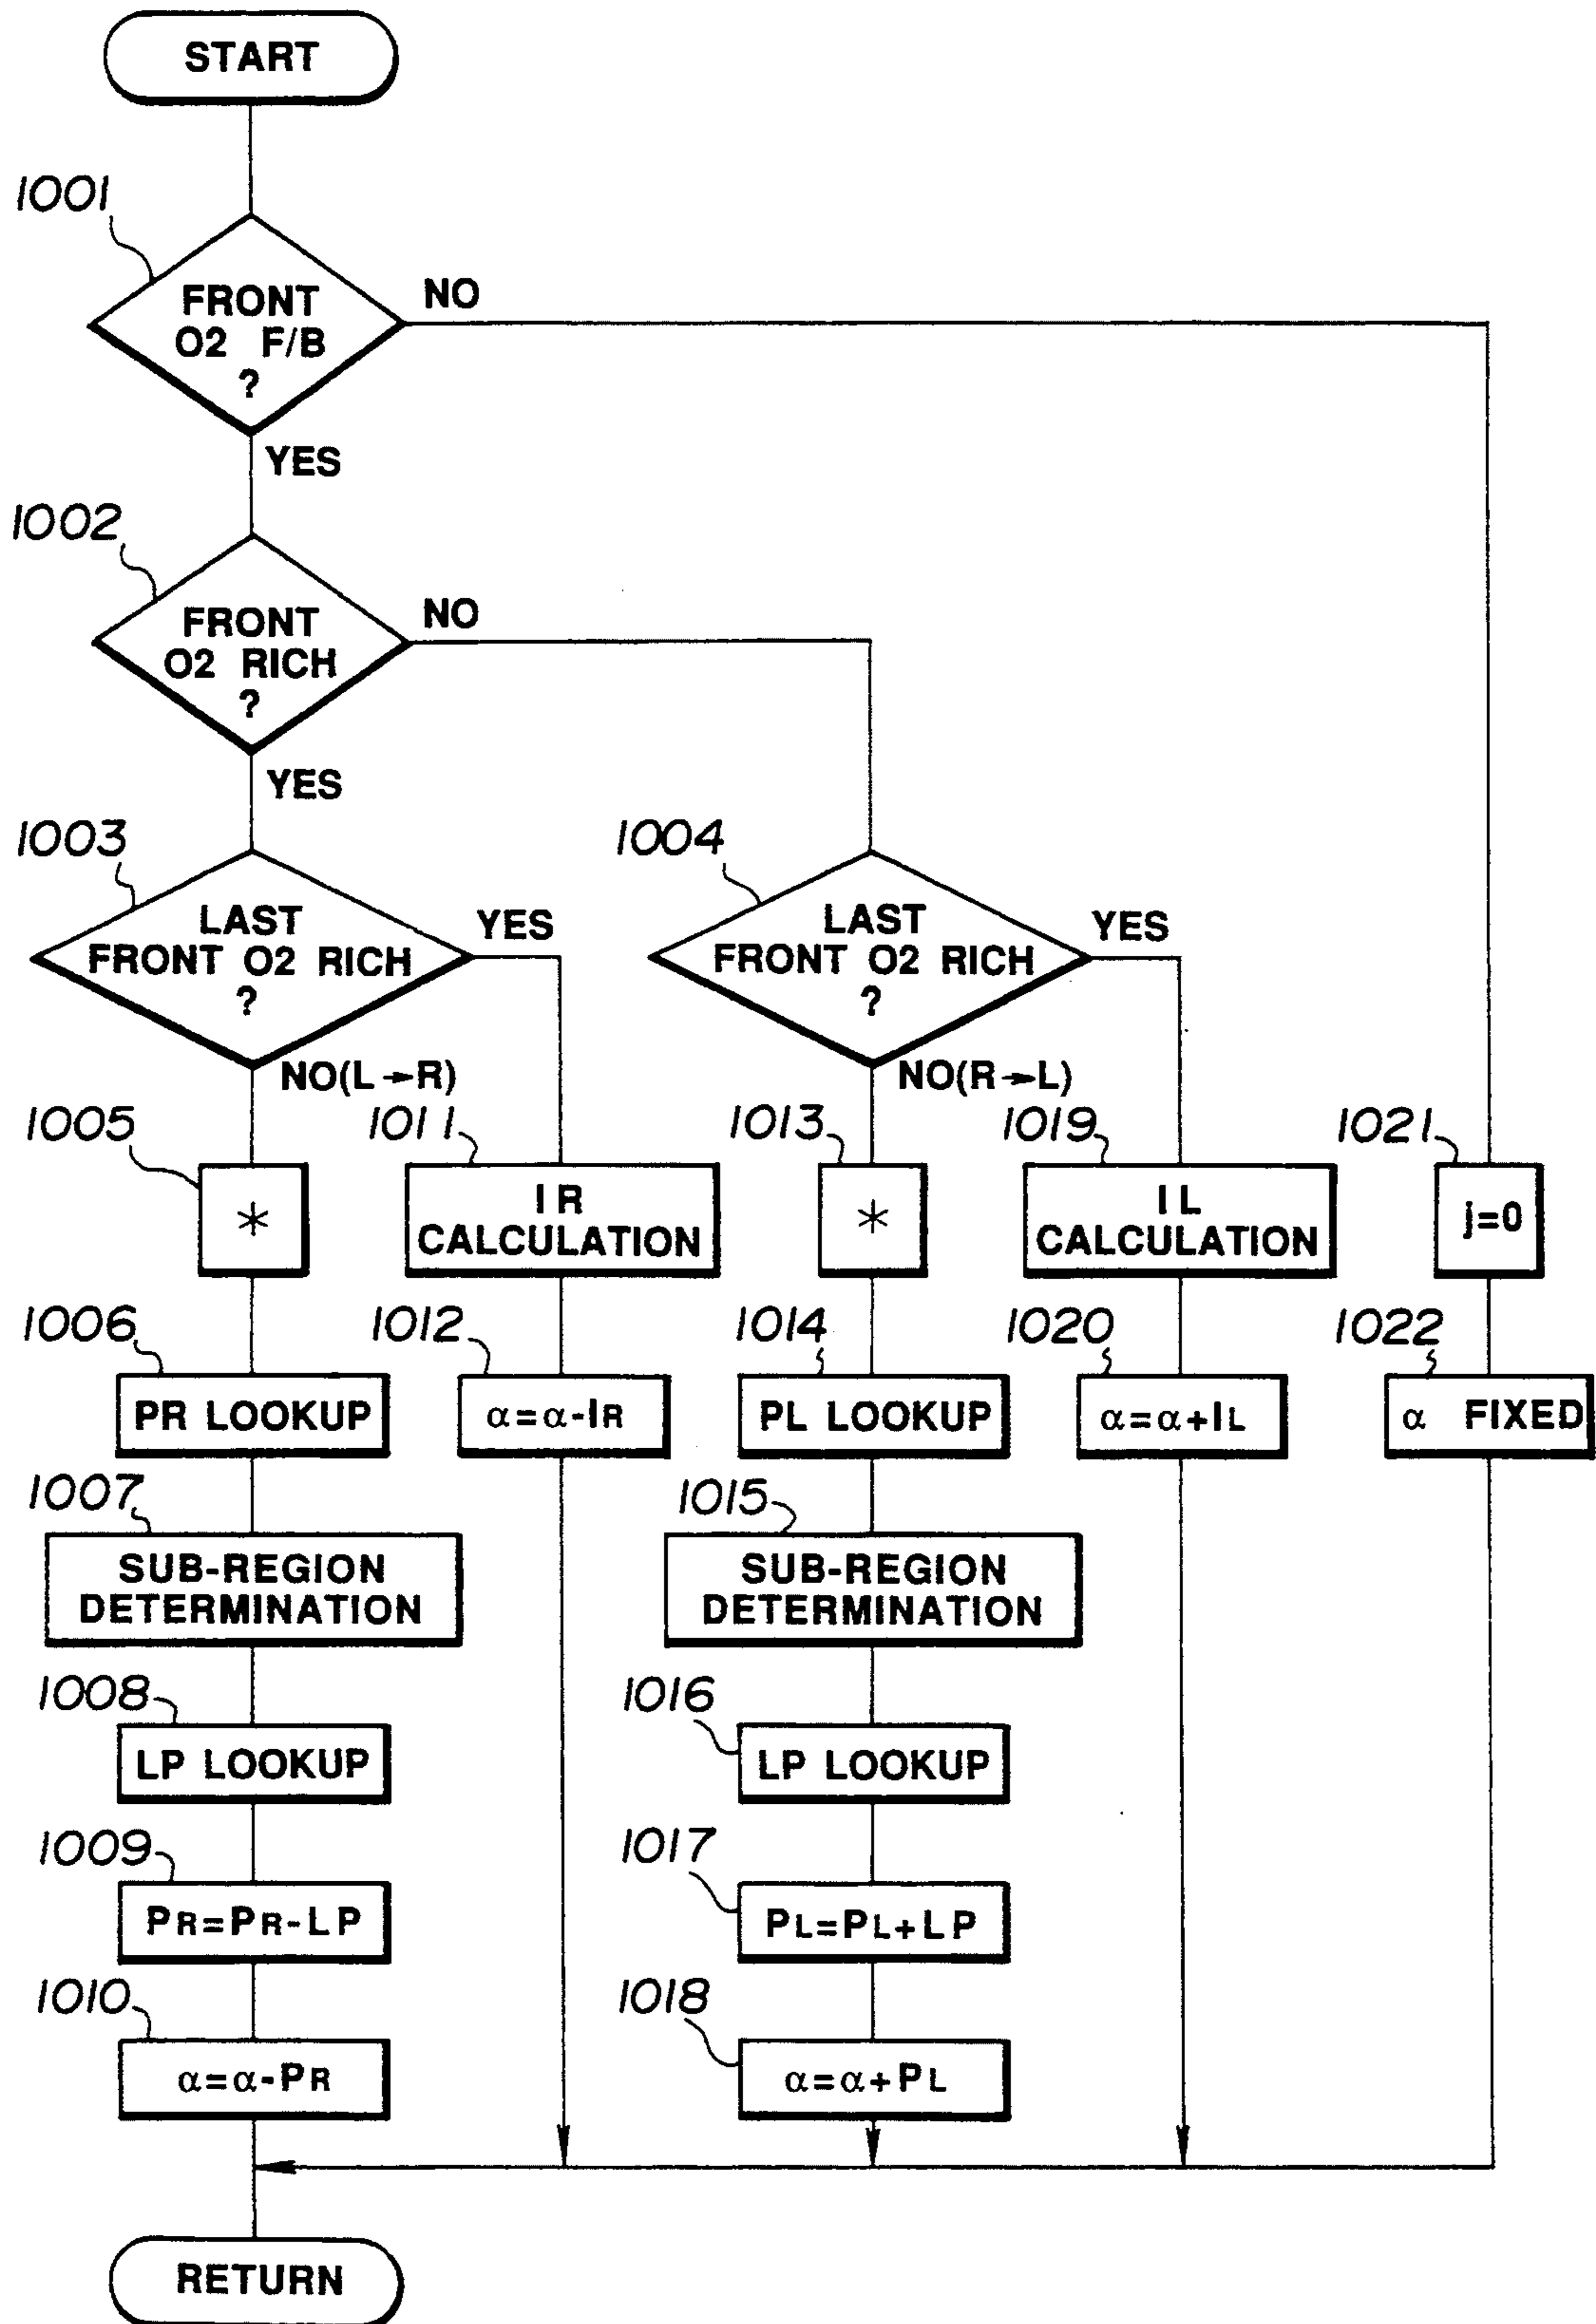 START
1001
FRONT
O2 F/B
?
NO
YES
1002
FRONT
O2 RICH
?
NO
YES
1003
LAST
FRONT O2 RICH
?
YES
NO(L→R)
1004
LAST
FRONT O2 RICH
?
YES
NO(R→L)
1005
*
1011
IR
CALCULATION
1013
*
1019
IL
CALCULATION
1021
j=0
1006
PR LOOKUP
1012
α=α-IR
1014
PL LOOKUP
1020
α=α+IL
1022
α FIXED
1007
SUB-REGION
DETERMINATION
1015
SUB-REGION
DETERMINATION
1008
LP LOOKUP
1016
LP LOOKUP
1009
PR=PR-LP
1017
PL=PL+LP
1010
α=α-PR
1018
α=α+PL
RETURN